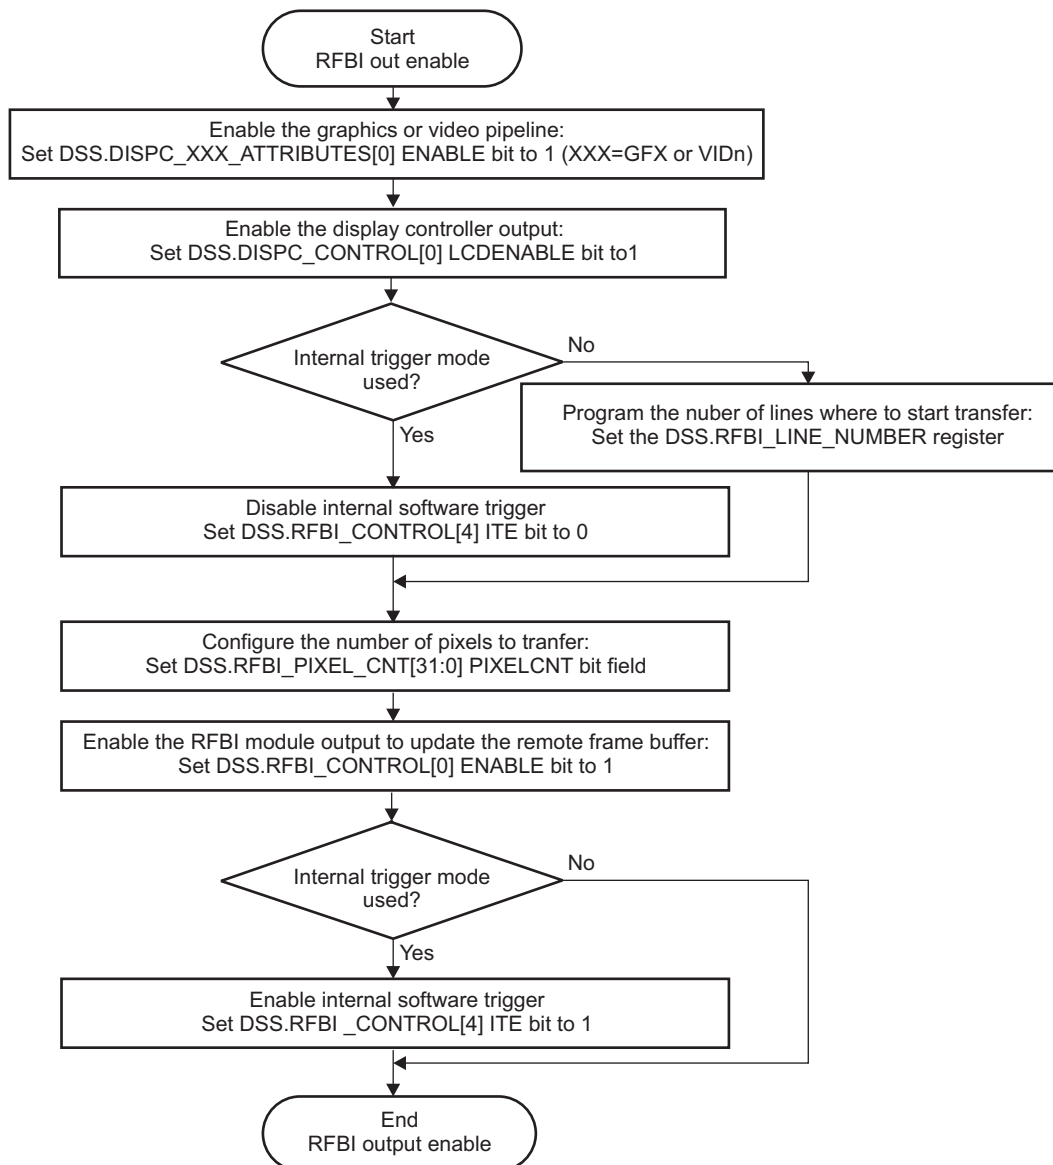 Start
RFBI out enable
Enable the graphics or video pipeline:
Set DSS.DISPC_XXX_ATTRIBUTES[0] ENABLE bit to 1 (XXX=GFX or VIDn)
Enable the display controller output:
Set DSS.DISPC_CONTROL[0] LCDENABLE bit to1
Internal trigger mode
used?
No
Yes
Program the nuber of lines where to start transfer:
Set the DSS.RFBI_LINE_NUMBER register
Disable internal software trigger
Set DSS.RFBI_CONTROL[4] ITE bit to 0
Configure the number of pixels to tranfer:
Set DSS.RFBI_PIXEL_CNT[31:0] PIXELCNT bit field
Enable the RFBI module output to update the remote frame buffer:
Set DSS.RFBI_CONTROL[0] ENABLE bit to 1
Internal trigger mode
used?
No
Yes
Enable internal software trigger
Set DSS.RFBI _CONTROL[4] ITE bit to 1
End
RFBI output enable